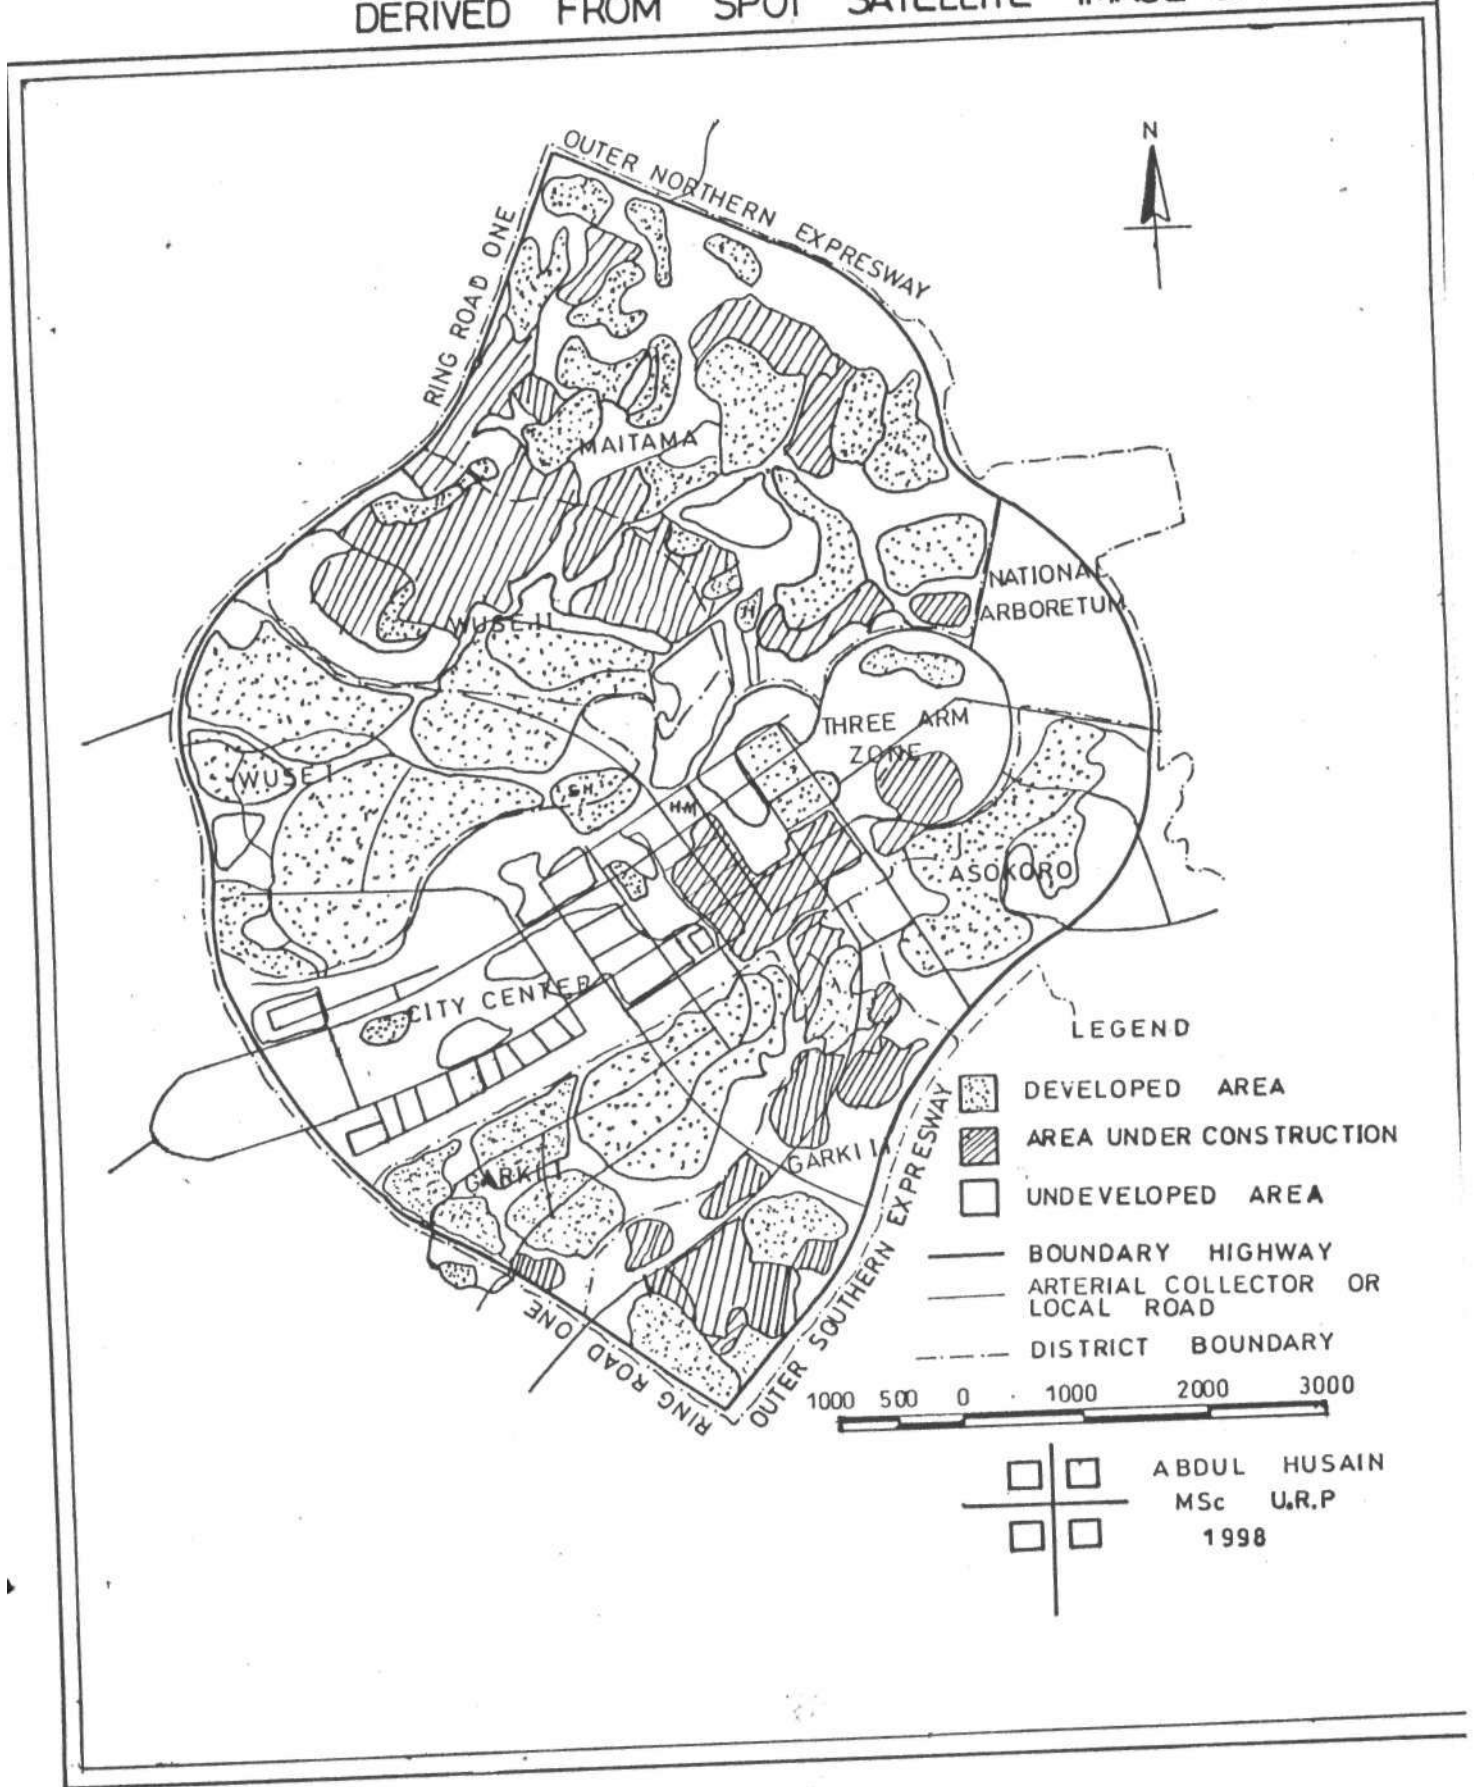 DERIVED FROM SPOT SATELLITE
N
OUTER NORTHERN EXPRESWAY
RING ROAD ONE
MAITAMA
NATIONAL
ARBORETUM
WUSE II
THREE ARM
ZONE
WUSE I
S H
H M
ASOKORO
CITY CENTER
GARKI I
GARKI II
OUTER SOUTHERN EXPRESWAY
RING ROAD ONE
LEGEND
DEVELOPED AREA
AREA UNDER CONSTRUCTION
UNDEVELOPED AREA
BOUNDARY HIGHWAY
ARTERIAL COLLECTOR OR
LOCAL ROAD
DISTRICT BOUNDARY
1000 500 0 1000 2000 3000
ABDUL HUSAIN
MSc U.R.P
1998